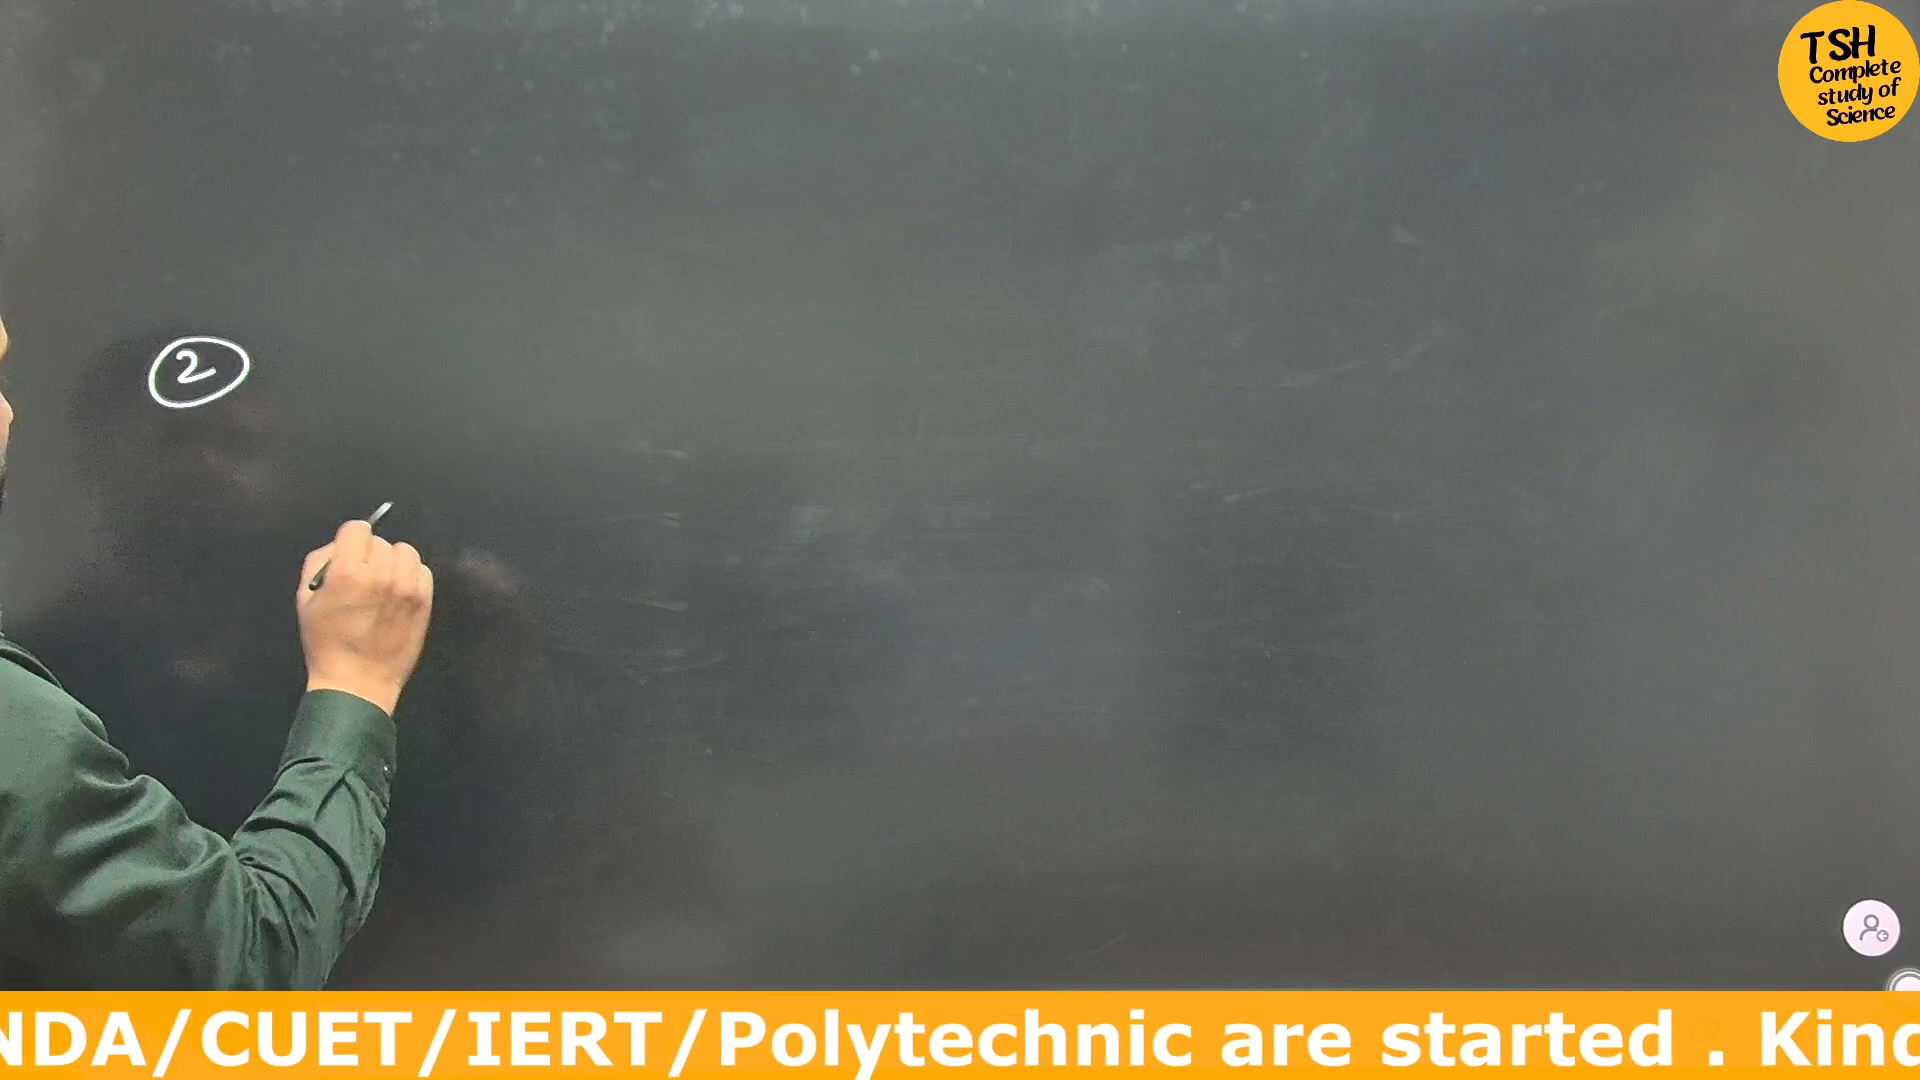 TSH
Complete
study of
Science
2
NDA/CUET/IERT/Polytechnic are started . Kind